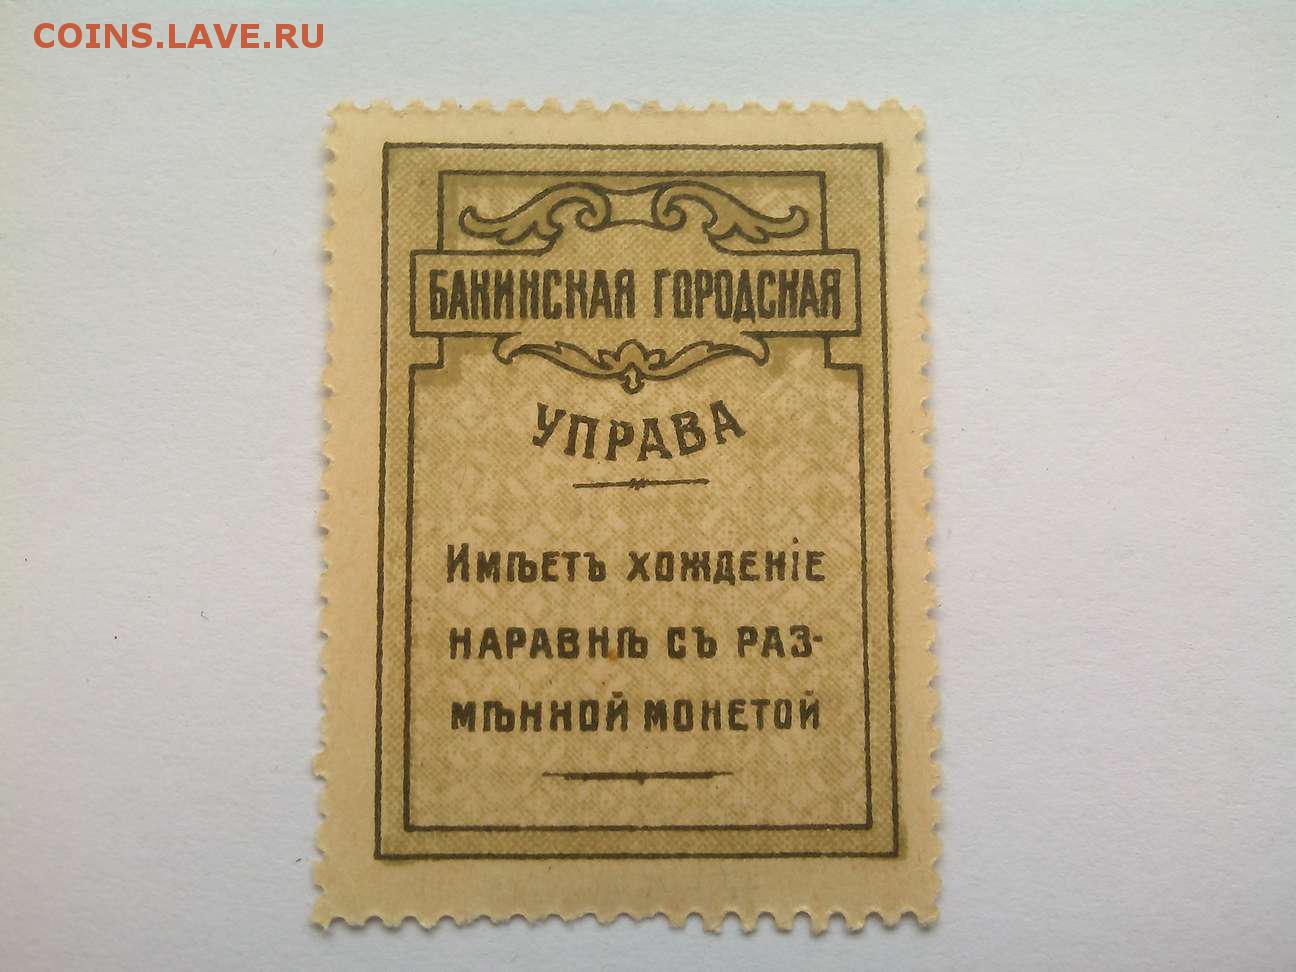 COINS.LAVE.RU
БАКИНСКАЯ ГОРОДСКАЯ
УПРАВА
Имѣетъ хожденіе
наравнѣ съ раз-
мѣнной монетой